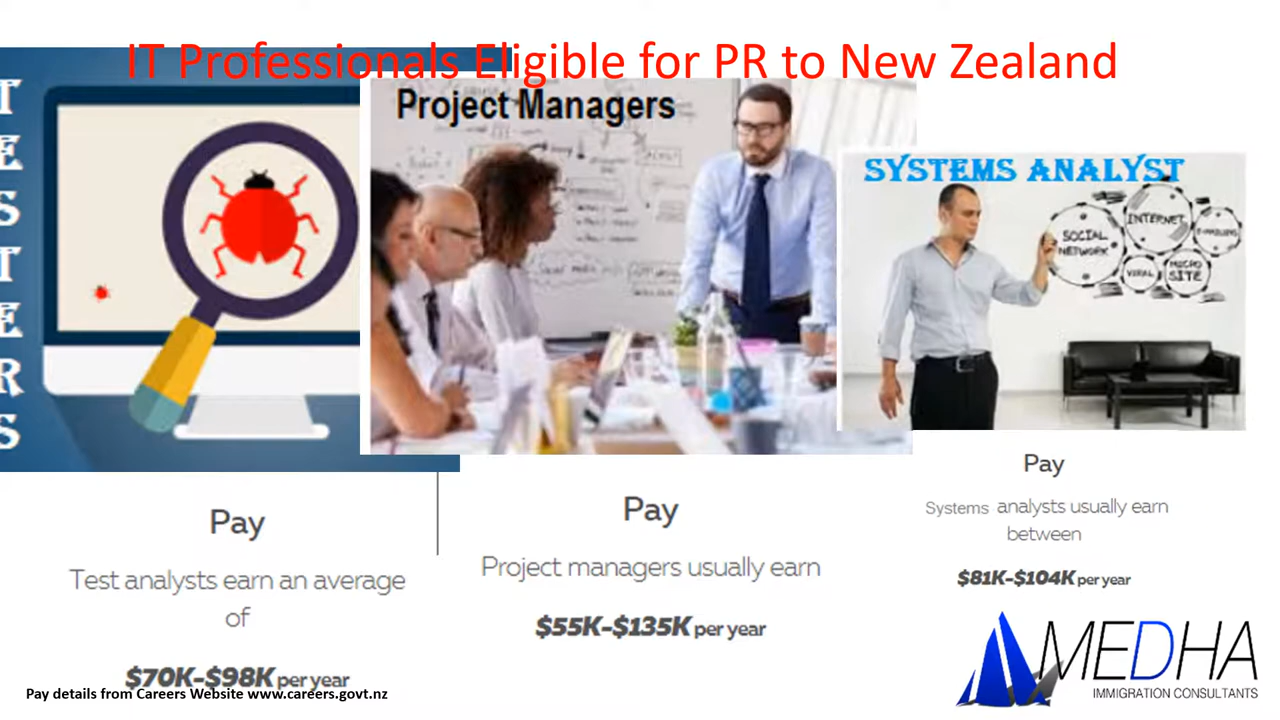 IT Professionals Eligible for PR to New Zealand
TESTERS
Project Managers
SYSTEMS ANALYST
SOCIAL
NETWORK
INTERNET
E-MAILING
VIRAL
MICRO
SITE
Pay
Test analysts earn an average
of
$70K-$98K per year
Pay
Project managers usually earn
$55K-$135K per year
Pay
Systems analysts usually earn
between
$81K-$104K per year
Pay details from Careers Website www.careers.govt.nz
MEDHA
IMMIGRATION CONSULTANTS